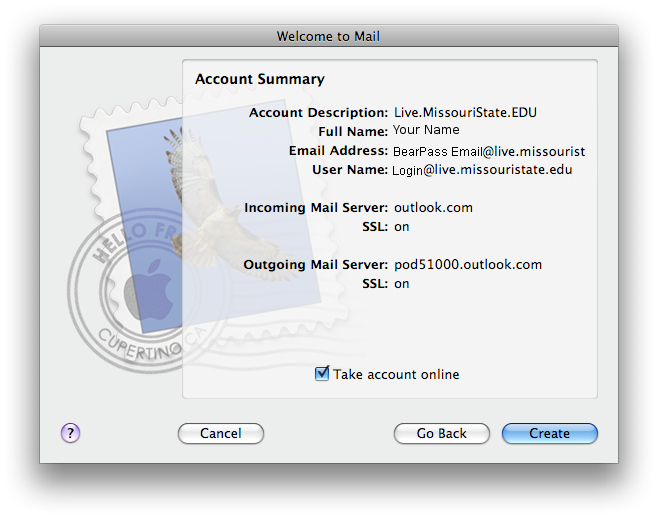 Welcome to Mail
Account Summary
Account Description: Live.MissouriState.EDU
Full Name: Your Name
Email Address: BearPass Email@live.missourist
User Name: Login@live.missouristate.edu
Incoming Mail Server: outlook.com
SSL: on
Outgoing Mail Server: pod51000.outlook.com
SSL: on
HELLO FR
CUPERTINO, CA
Take account online
? Cancel Go Back Create